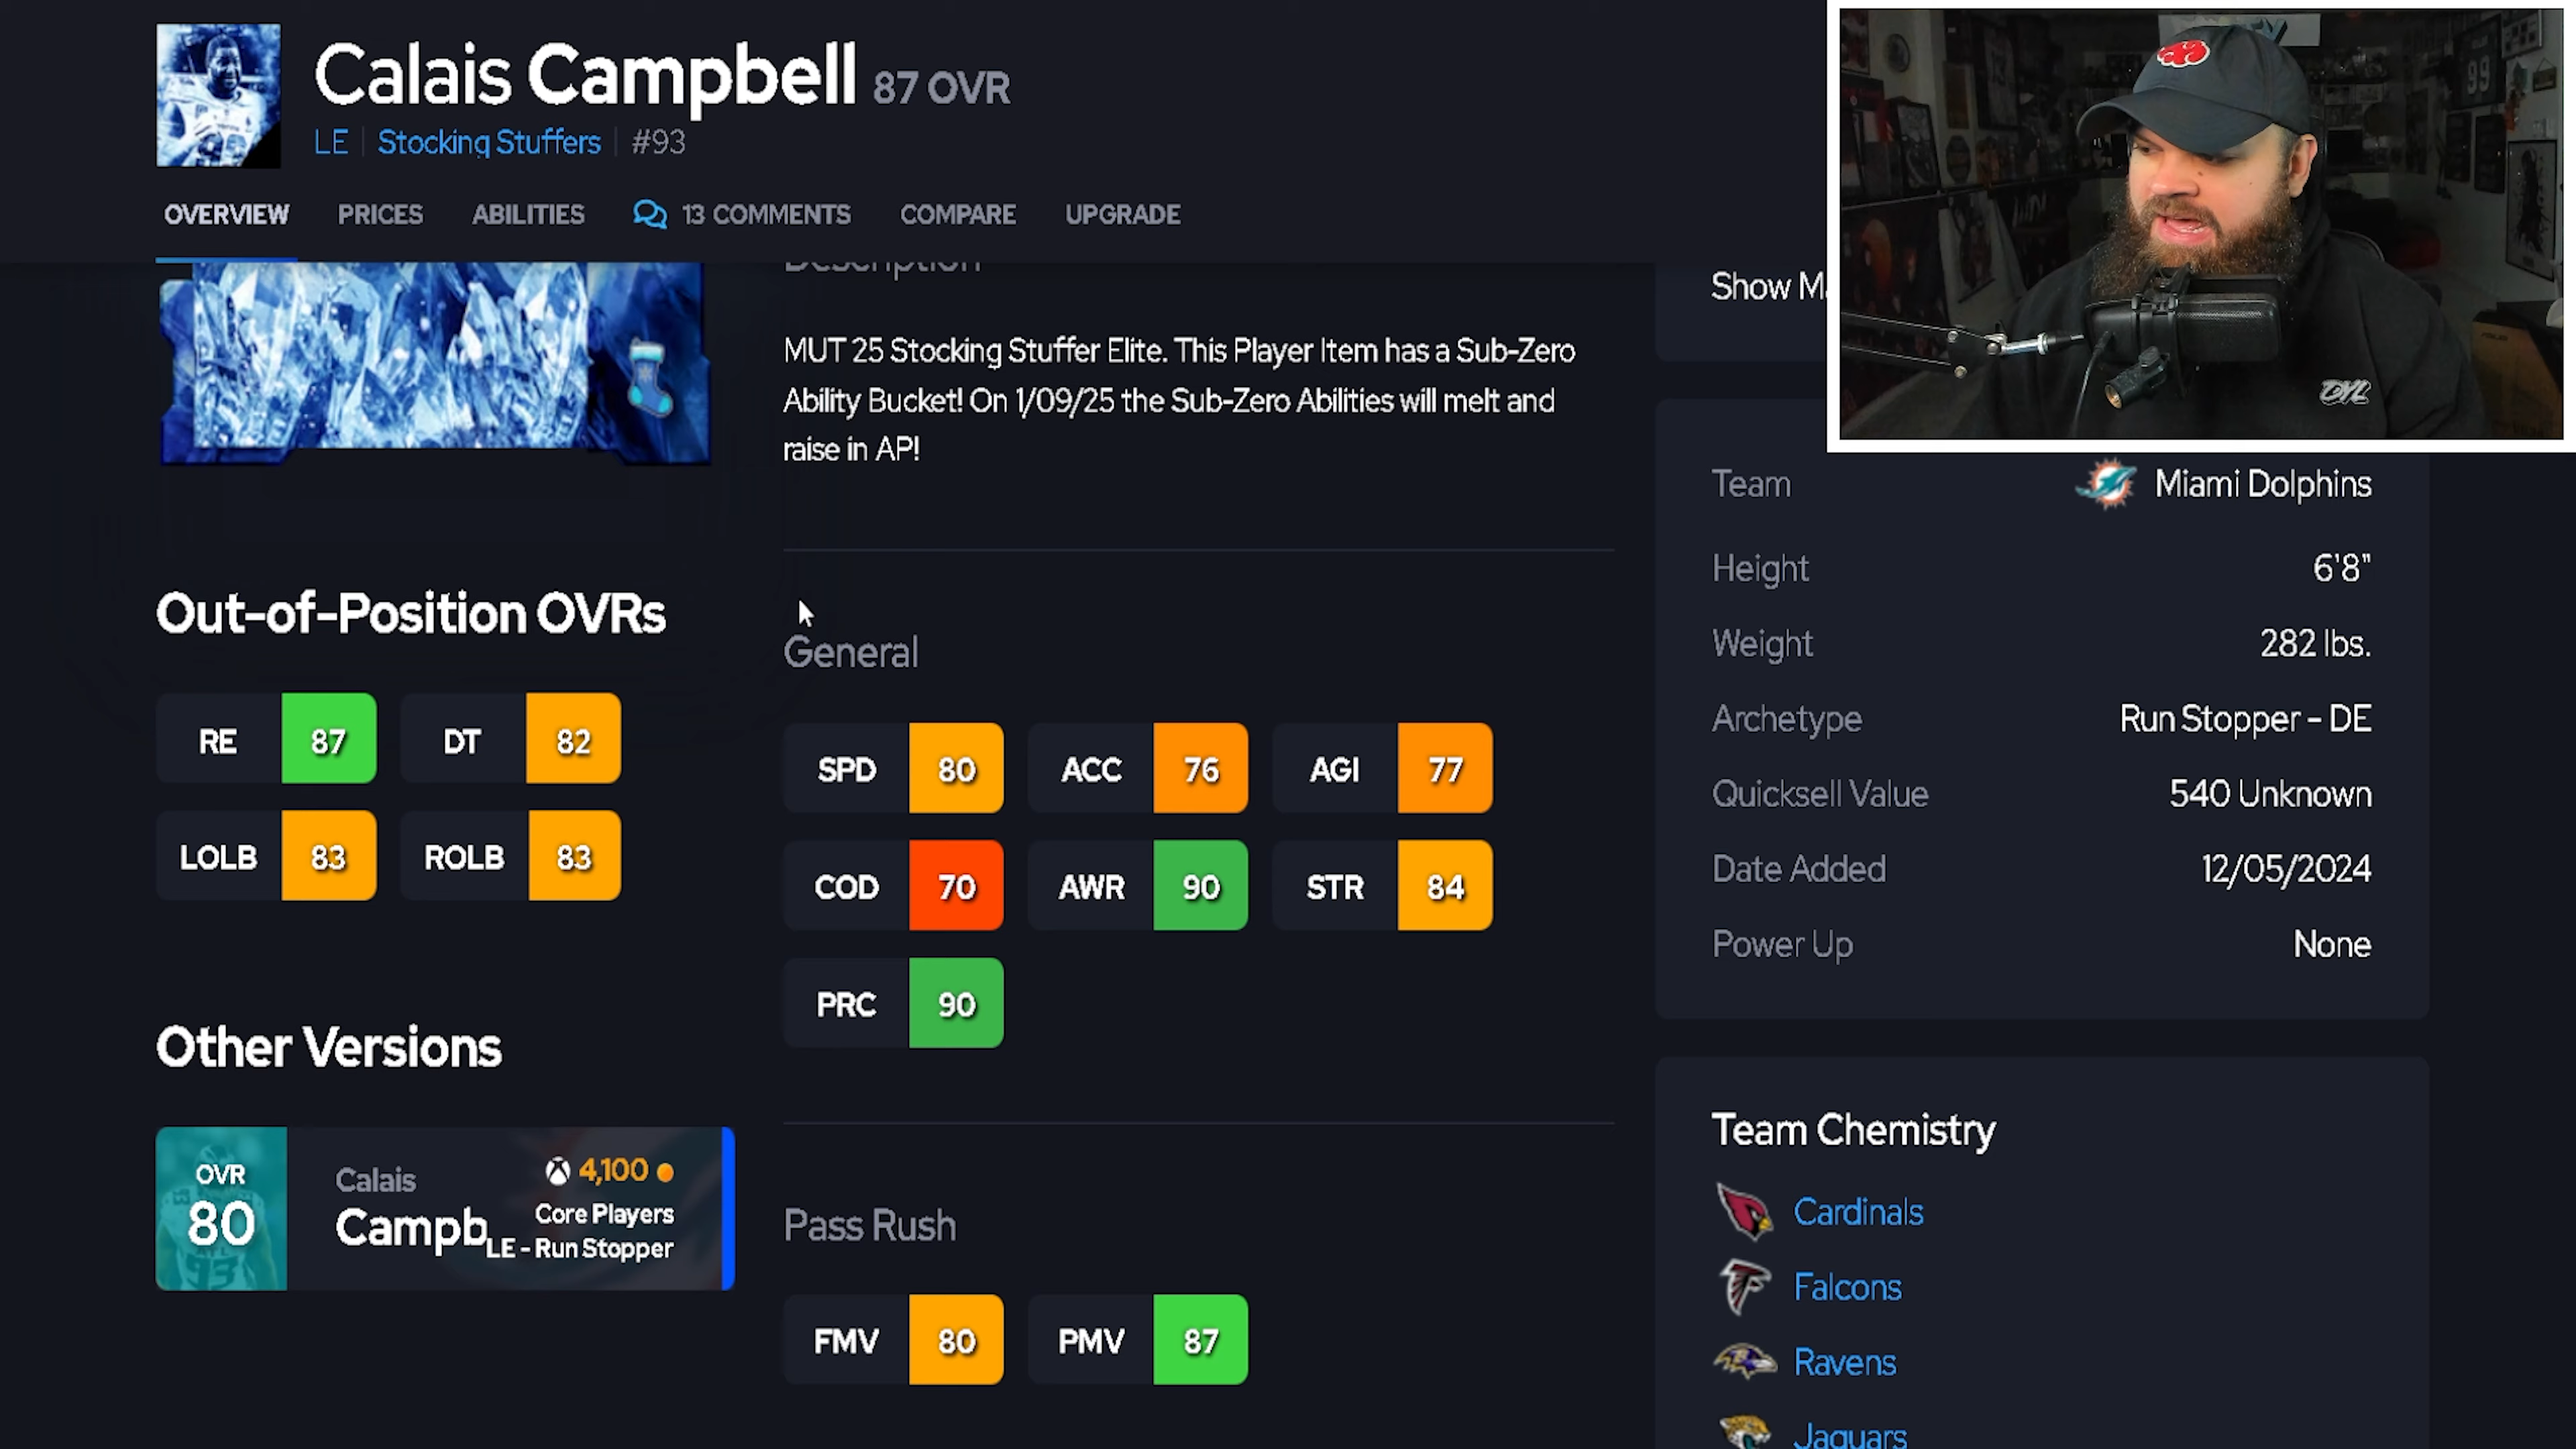 Calais Campbell 87 OVR
LE | Stocking Stuffers | #93
OVERVIEW PRICES ABILITIES 13 COMMENTS COMPARE UPGRADE
Description
MUT 25 Stocking Stuffer Elite. This Player Item has a Sub-Zero
Ability Bucket! On 1/09/25 the Sub-Zero Abilities will melt and
raise in AP!
Out-of-Position OVRs
RE 87 DT 82
LOLB 83 ROLB 83
Other Versions
OVR
80
Calais
Campb
4,100
Core Players
LE - Run Stopper
General
SPD 80 ACC 76 AGI 77
COD 70 AWR 90 STR 84
PRC 90
Pass Rush
FMV 80 PMV 87
Show Ma
Team Miami Dolphins
Height 6'8"
Weight 282 lbs.
Archetype Run Stopper - DE
Quicksell Value 540 Unknown
Date Added 12/05/2024
Power Up None
Team Chemistry
Cardinals
Falcons
Ravens
Jaguars
99